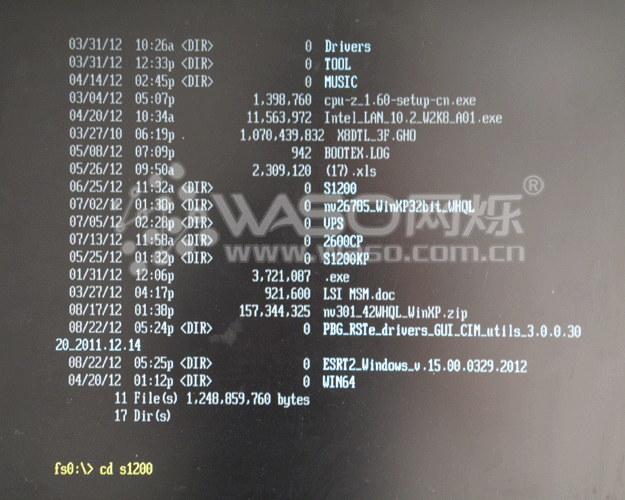 03/31/12 10:26a <DIR> 0 Drivers
03/31/12 12:33p <DIR> 0 TOOL
04/14/12 02:45p <DIR> 0 MUSIC
03/04/12 05:07p 1,398,760 cpu-z_1.60-setup-cn.exe
04/20/12 10:34a 11,563,972 Intel_LAN_10.2_W2K8_A01.exe
03/27/10 06:19p 1,070,439,832 X8DTL_3F.GHO
05/08/12 07:09p 942 BOOTEX.LOG
05/26/12 09:50a 2,309,120 (17).xls
06/25/12 11:32a <DIR> 0 S1200
07/02/12 01:30p <DIR> 0 nv26785_WinXP32bit_WHQL
07/05/12 02:28p <DIR> 0 VPS
07/13/12 11:58a <DIR> 0 2600CP
05/25/12 01:32p <DIR> 0 S1200KP
01/31/12 12:06p 3,721,087 .exe
03/27/12 04:17p 921,600 LSI MSM.doc
08/17/12 01:38p 157,344,325 nv301_42WHQL_WinXP.zip
08/22/12 05:24p <DIR> 0 PBG_RSTe_drivers_GUI_CIM_utils_3.0.0.30
20_2011.12.14
08/22/12 05:25p <DIR> 0 ESRT2_Windows_v.15.00.0329.2012
04/20/12 01:12p <DIR> 0 WIN64
11 File(s) 1,248,859,760 bytes
17 Dir(s)
fs0:\> cd s1200
WASO网烁®
www.waso.com.cn